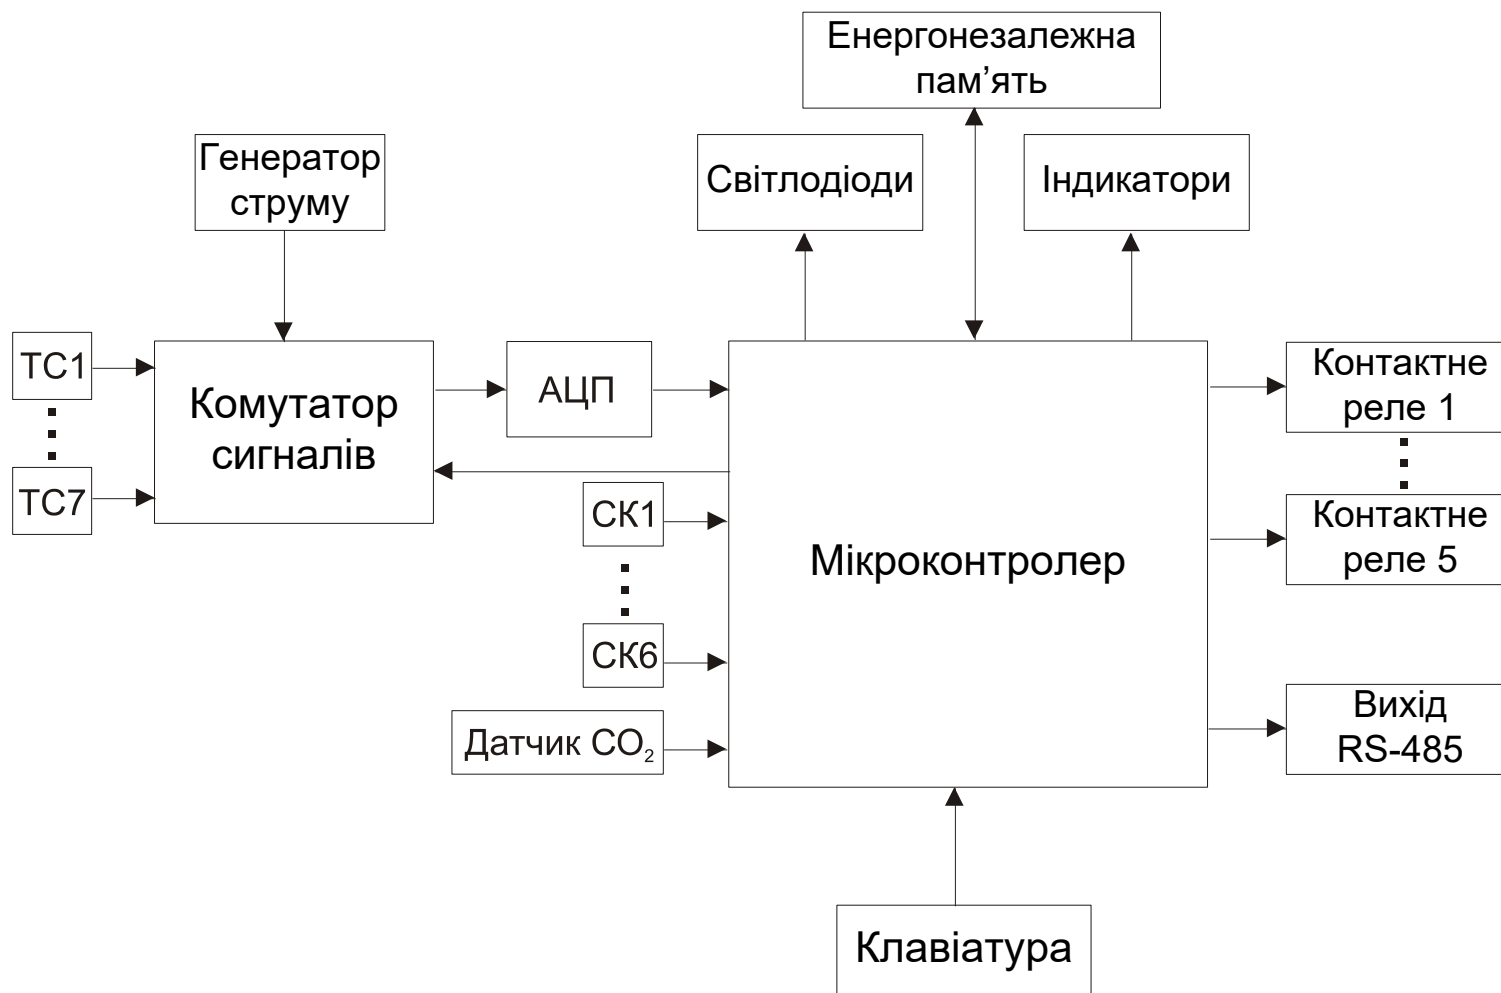 Енергонезалежна
пам’ять
Генератор
струму
Світлодіоди
Індикатори
ТС1
Комутатор
сигналів
АЦП
Контактне
реле 1
ТС7
СК1
Контактне
реле 5
Мікроконтролер
СК6
Датчик СО₂
Вихід
RS-485
Клавіатура